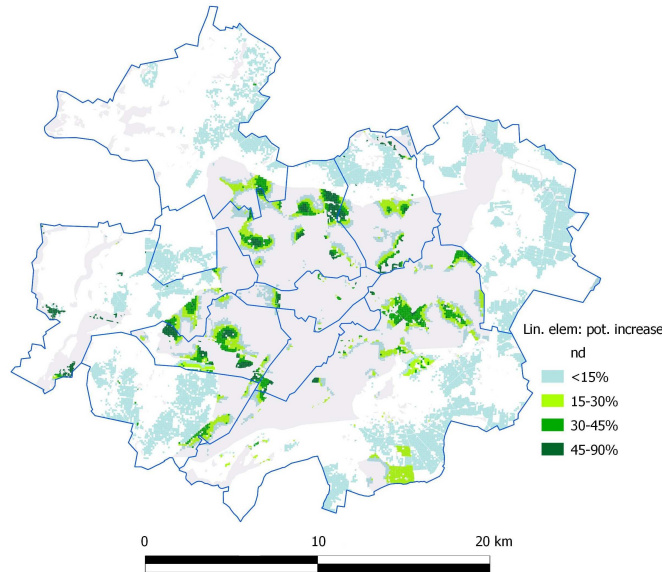 Lin. elem: pot. increase
nd
<15%
15-30%
30-45%
45-90%
0 10 20 km